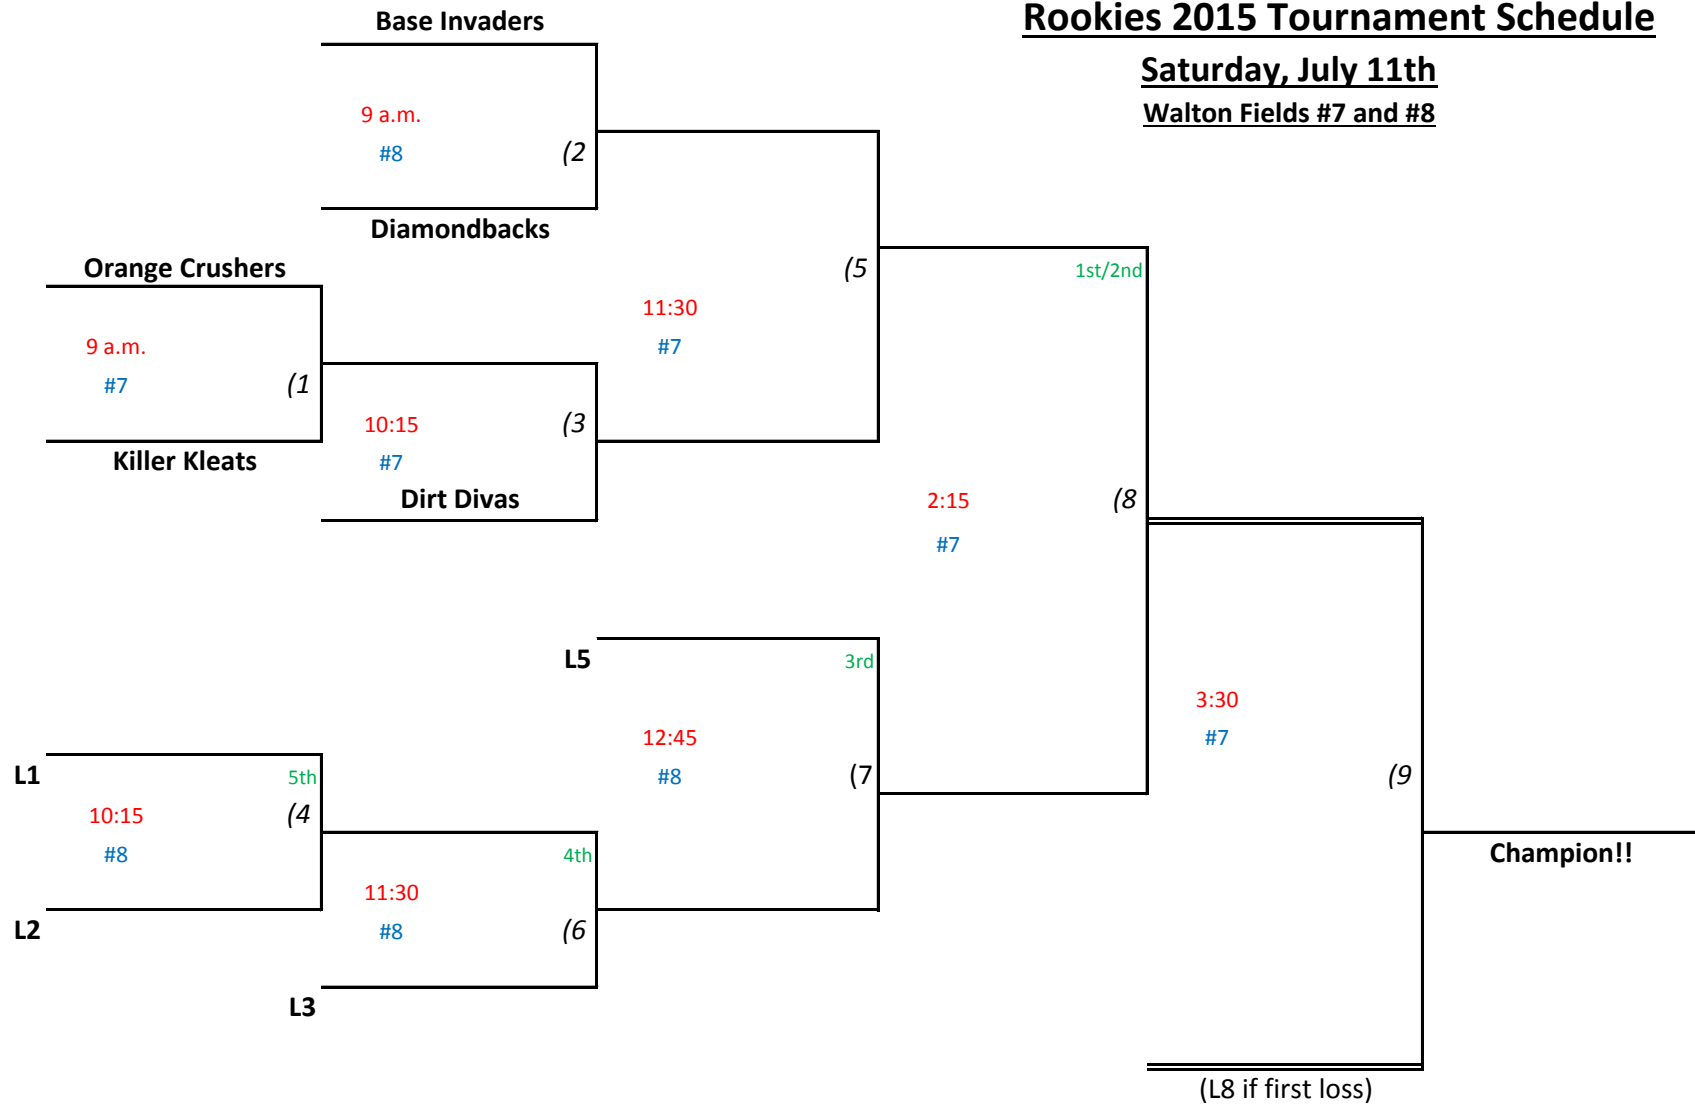 Rookies 2015 Tournament Schedule
Saturday, July 11th
Walton Fields #7 and #8
Base Invaders
9 a.m.
#8
(2
Diamondbacks
Orange Crushers
9 a.m.
#7
(1
Killer Kleats
10:15
#7
(3
Dirt Divas
11:30
#7
(5
1st/2nd
2:15
#7
(8
L5
3rd
12:45
#8
(7
L1
5th
10:15
#8
(4
L2
4th
11:30
#8
(6
L3
3:30
#7
(9
Champion!!
(L8 if first loss)